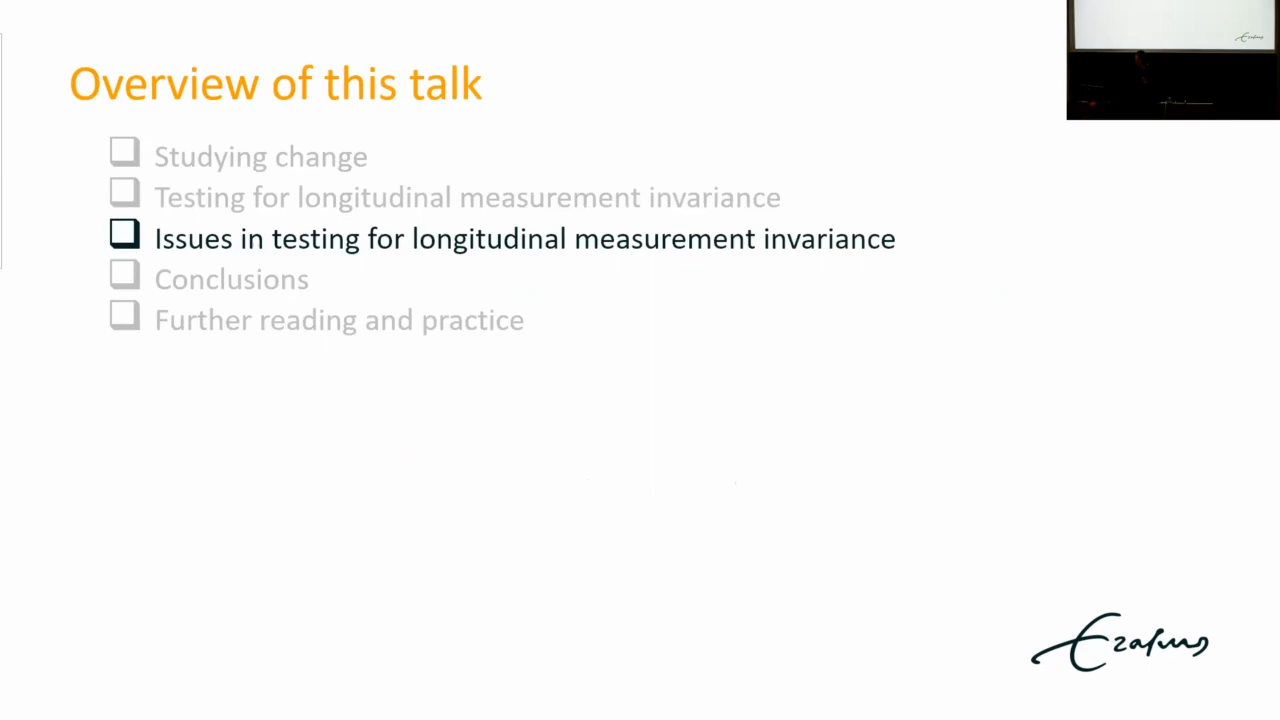 Overview of this talk
Studying change
Testing for longitudinal measurement invariance
Issues in testing for longitudinal measurement invariance
Conclusions
Further reading and practice
Erasmus